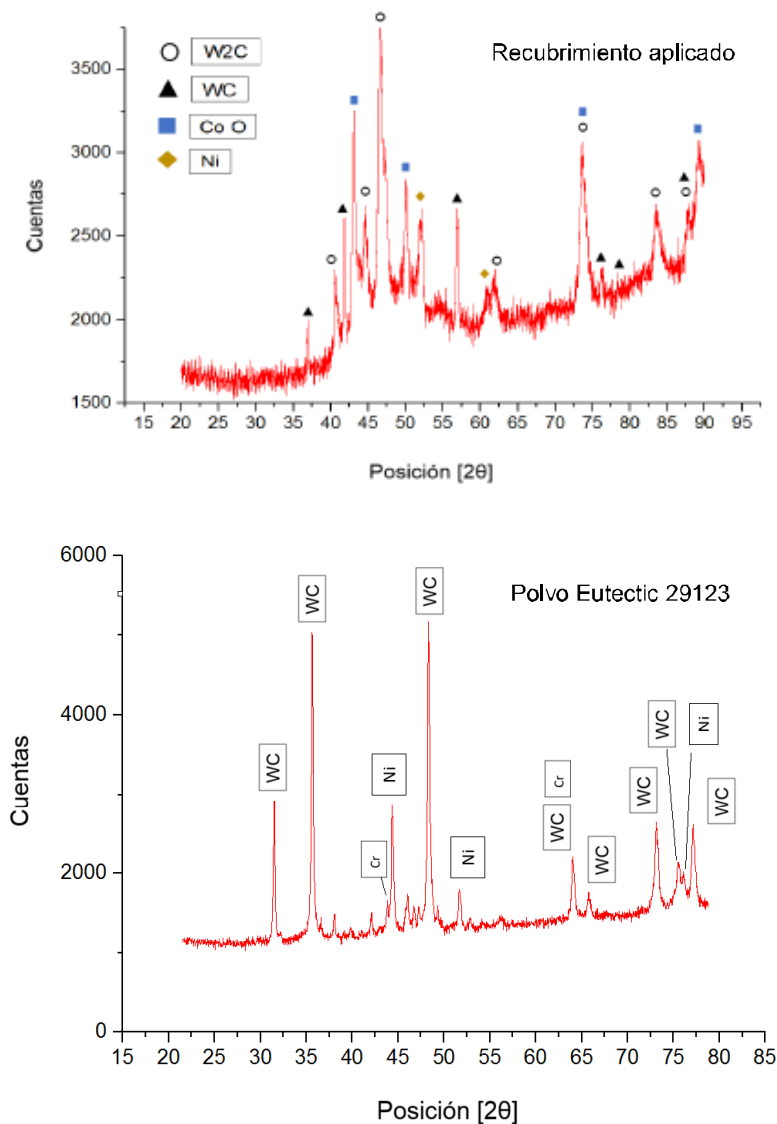 Recubrimiento aplicado
W2C
WC
Co O
Ni
3500
3000
2500
2000
1500
Cuentas
15 20 25 30 35 40 45 50 55 60 65 70 75 80 85 90 95
Posición [2θ]
Polvo Eutectic 29123
6000
4000
2000
0
Cuentas
WC
WC
Cr
Ni
WC
Ni
Cr
WC
WC
WC
WC
Ni
WC
15 20 25 30 35 40 45 50 55 60 65 70 75 80 85
Posición [2θ]